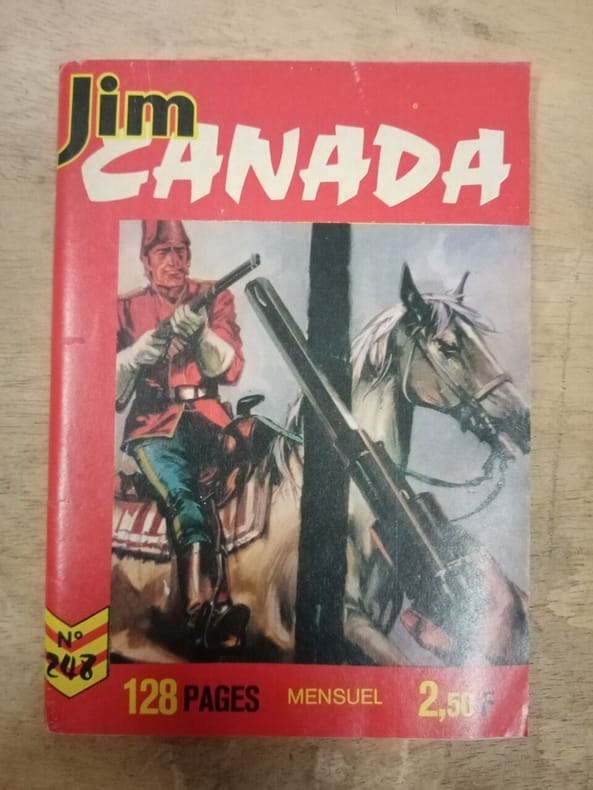 Jim
CANADA
N°
248
128 PAGES MENSUEL 2,50 F